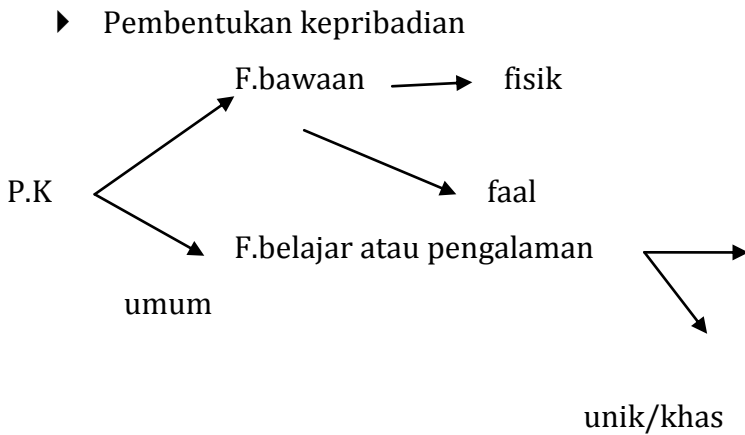 Pembentukan kepribadian
F.bawaan fisik
P.K faal
F.belajar atau pengalaman
umum
unik/khas